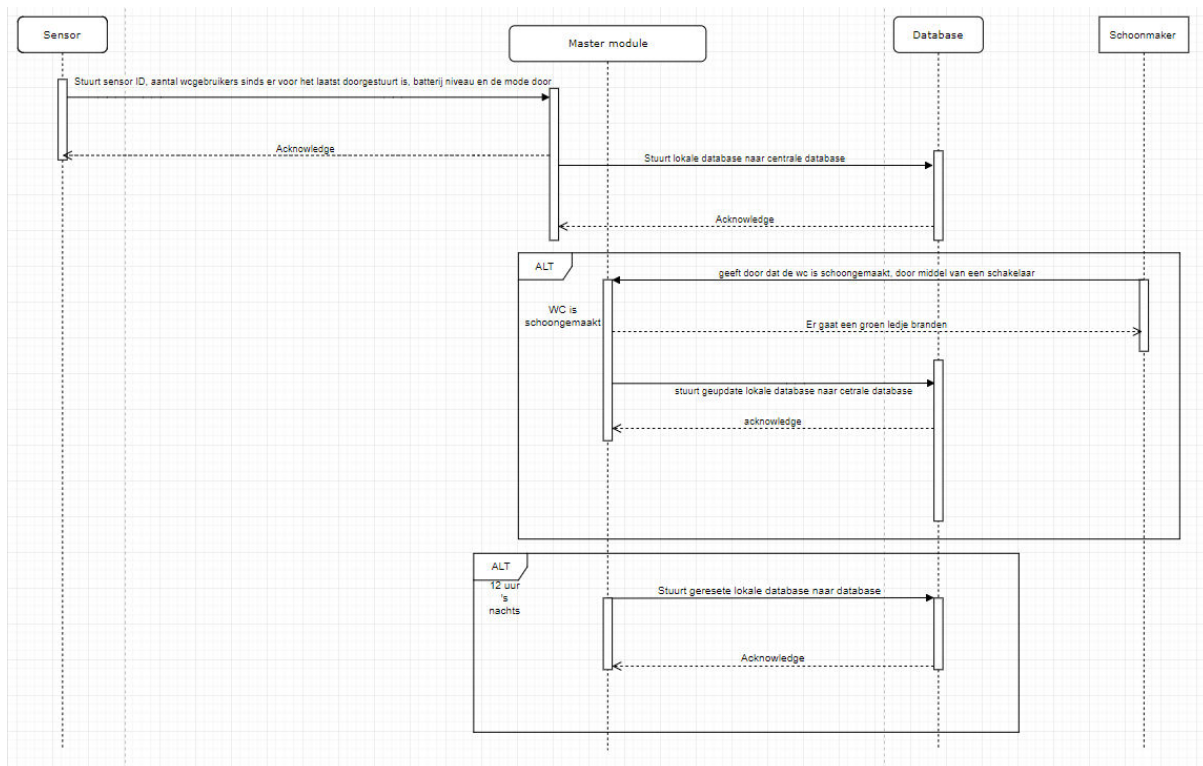 Sensor
Master module
Database
Schoonmaker
Stuurt sensor ID, aantal wcgebruikers sinds er voor het laatst doorgestuurt is, batterij niveau en de mode door
Acknowledge
Stuurt lokale database naar centrale database
Acknowledge
ALT
geeft door dat de wc is schoongemaakt, door middel van een schakelaar
WC is
schoongemaakt
Er gaat een groen ledje branden
stuurt geupdate lokale database naar cetrale database
acknowledge
ALT
12 uur
's
nachts
Stuurt geresete lokale database naar database
Acknowledge